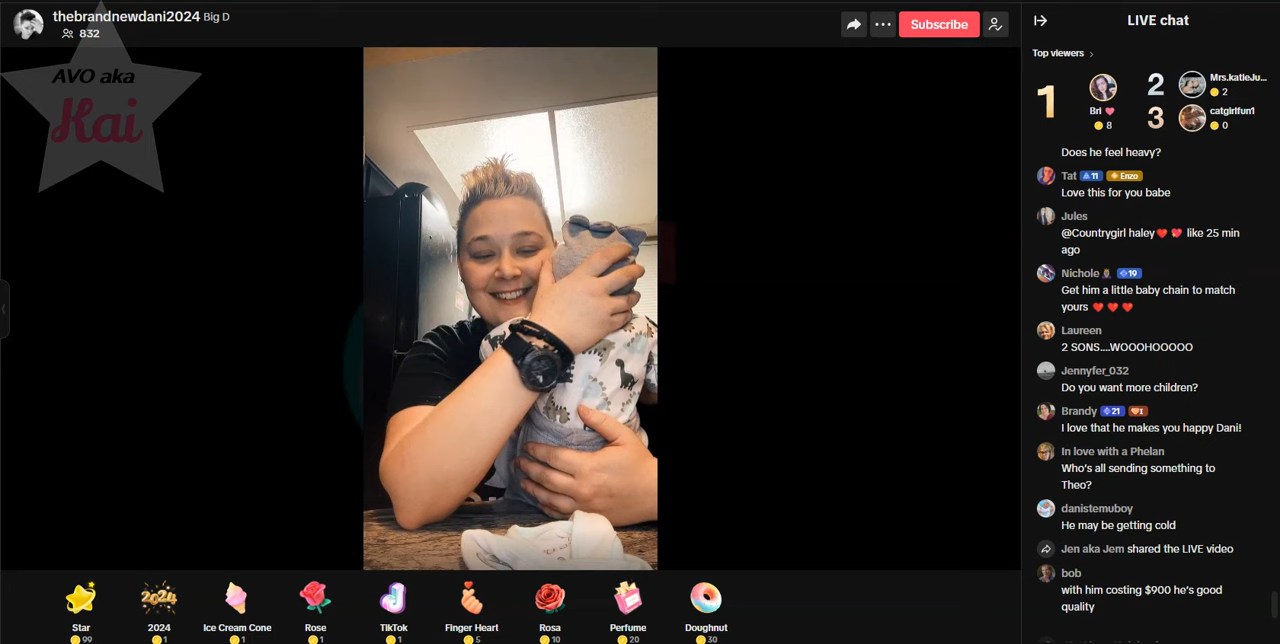 thebrandnewdani2024 Big D
832
Subscribe
LIVE chat
AVO aka
Kai
Top viewers
1
Bri
8
2
Mrs.katieJu...
2
3
catgirlfun1
0
Does he feel heavy?
Tat 11 Enzo
Love this for you babe
Jules
@Countrygirl haley❤️ 💘 like 25 min
ago
Nichole 19
Get him a little baby chain to match
yours ❤️ ❤️ ❤️
Laureen
2 SONS....WOOOHOOOOO
Jennyfer_032
Do you want more children?
Brandy 21 I
I love that he makes you happy Dani!
In love with a Phelan
Who's all sending something to
Theo?
danistemuboy
He may be getting cold
Jen aka Jem shared the LIVE video
bob
with him costing $900 he's good
quality
2024
Star
99
2024
1
Ice Cream Cone
1
Rose
1
TikTok
1
Finger Heart
5
Rosa
10
Perfume
20
Doughnut
30